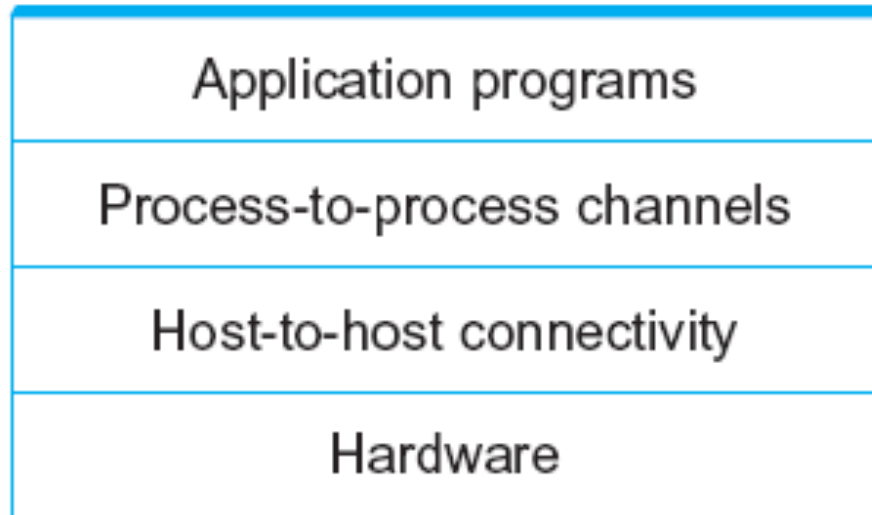 Application programs
Process-to-process channels
Host-to-host connectivity
Hardware